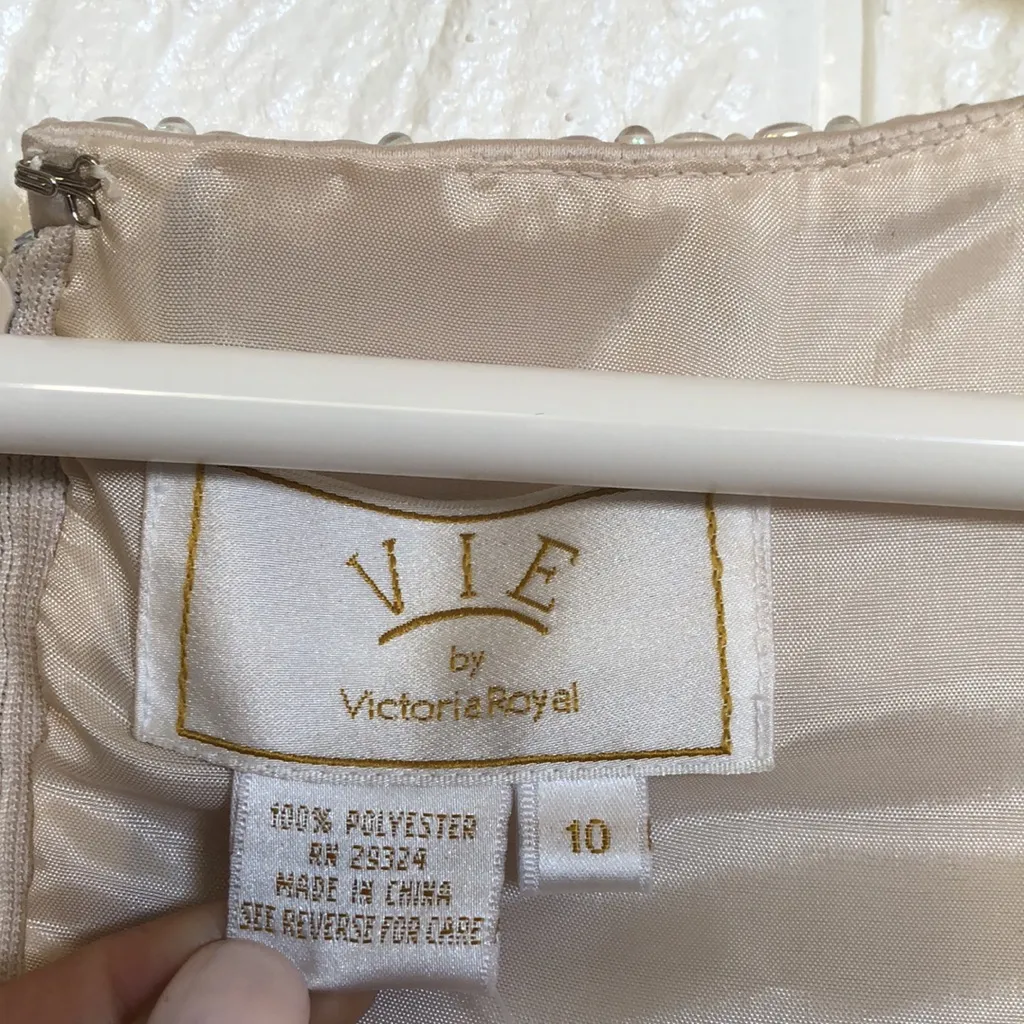 VIE
by
Victoria Royal
100% POLYESTER
RN 29324
MADE IN CHINA
SEE REVERSE FOR CARE
10